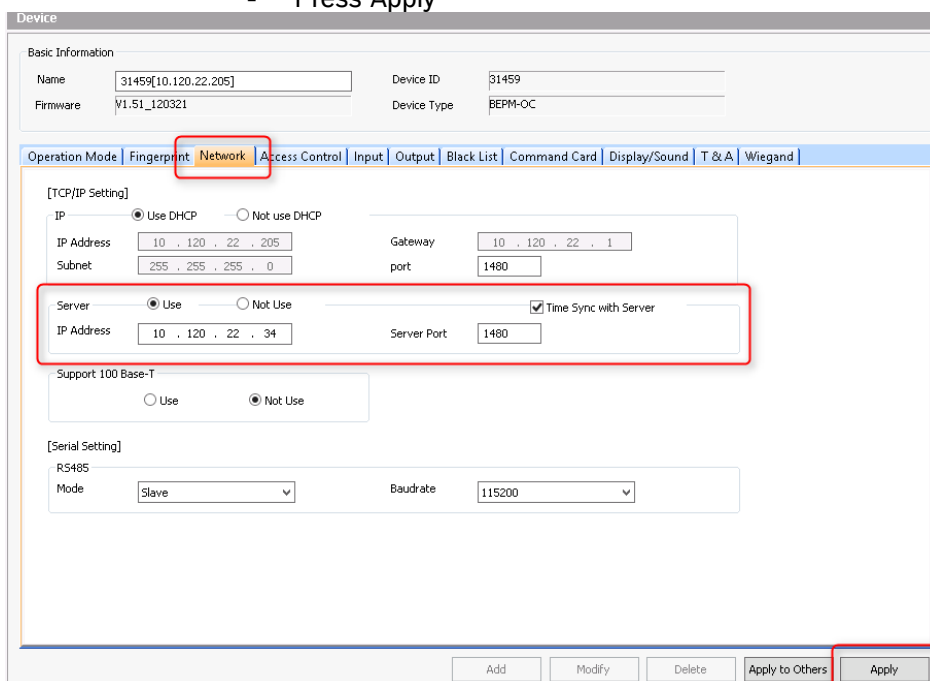 - Press Apply
Device
Basic Information
Name 31459[10.120.22.205] Device ID 31459
Firmware V1.51_120321 Device Type BEPM-OC
Operation Mode Fingerprint Network Access Control Input Output Black List Command Card Display/Sound T & A Wiegand
[TCP/IP Setting]
IP Use DHCP Not use DHCP
IP Address 10 . 120 . 22 . 205 Gateway 10 . 120 . 22 . 1
Subnet 255 . 255 . 255 . 0 port 1480
Server Use Not Use Time Sync with Server
IP Address 10 . 120 . 22 . 34 Server Port 1480
Support 100 Base-T
Use Not Use
[Serial Setting]
RS485
Mode Slave Baudrate 115200
Add Modify Delete Apply to Others Apply